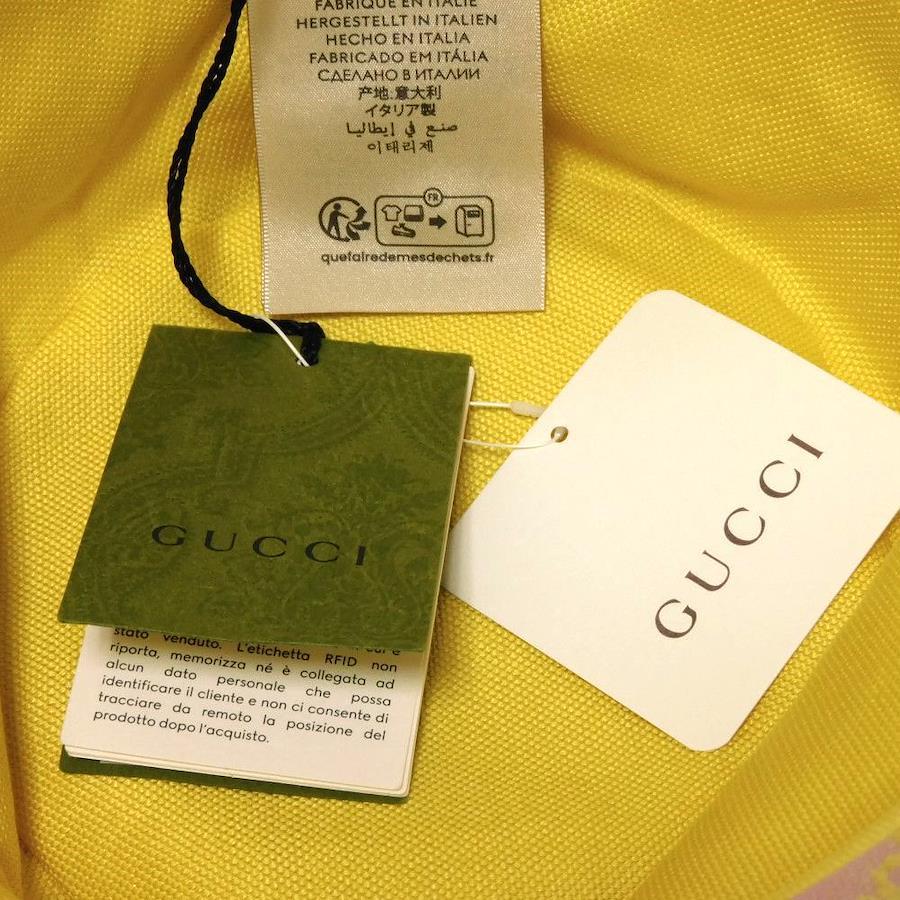 FABRIQUÉ EN ITALIE
HERGESTELLT IN ITALIEN
HECHO EN ITALIA
FABRICADO EM ITÁLIA
СДЕЛАНО В ИТАЛИИ
产地:意大利
イタリア製
صنع في إيطاليا
이태리제
FR
quefairedemesdechets.fr
GUCCI
stato venduto. L'etichetta RFID non
riporta, memorizza né è collegata ad
alcun dato personale che possa
identificare il cliente e non ci consente di
tracciare da remoto la posizione del
prodotto dopo l'acquisto.
GUCCI